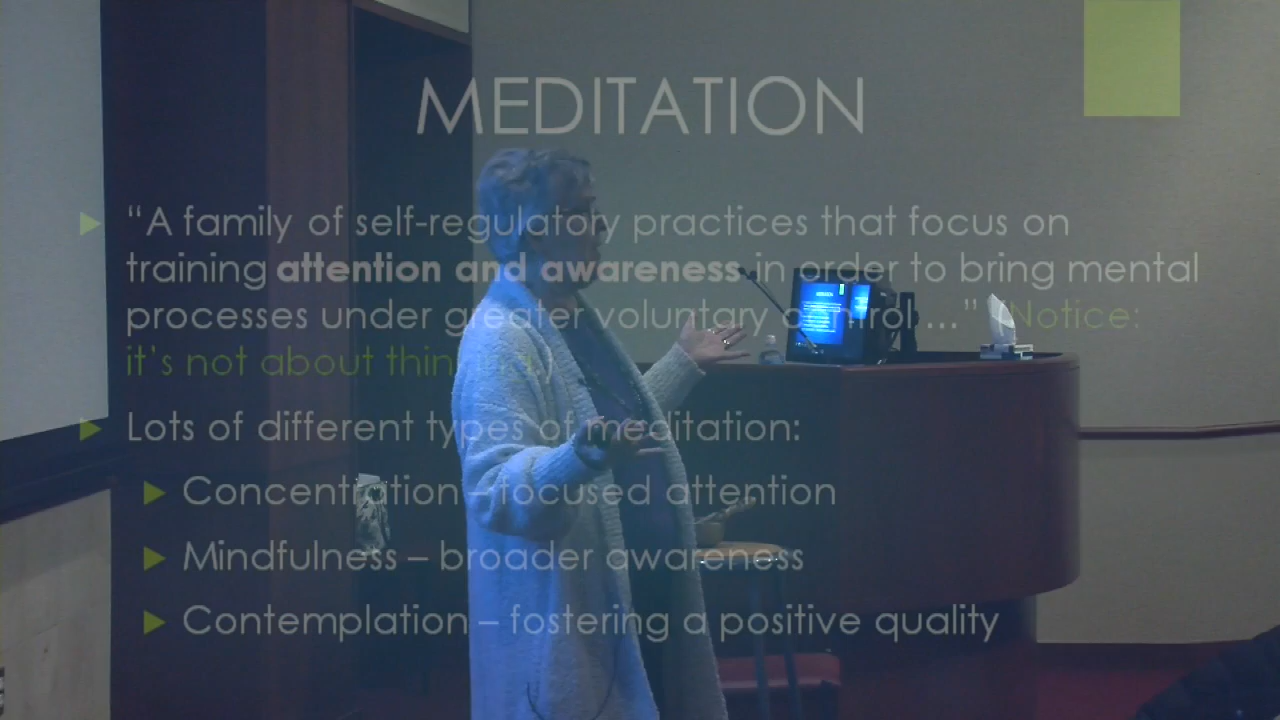 MEDITATION
“A family of self-regulatory practices that focus on
training attention and awareness in order to bring mental
processes under greater voluntary control …” Notice:
it’s not about thinking
Lots of different types of meditation:
Concentration – focused attention
Mindfulness – broader awareness
Contemplation – fostering a positive quality